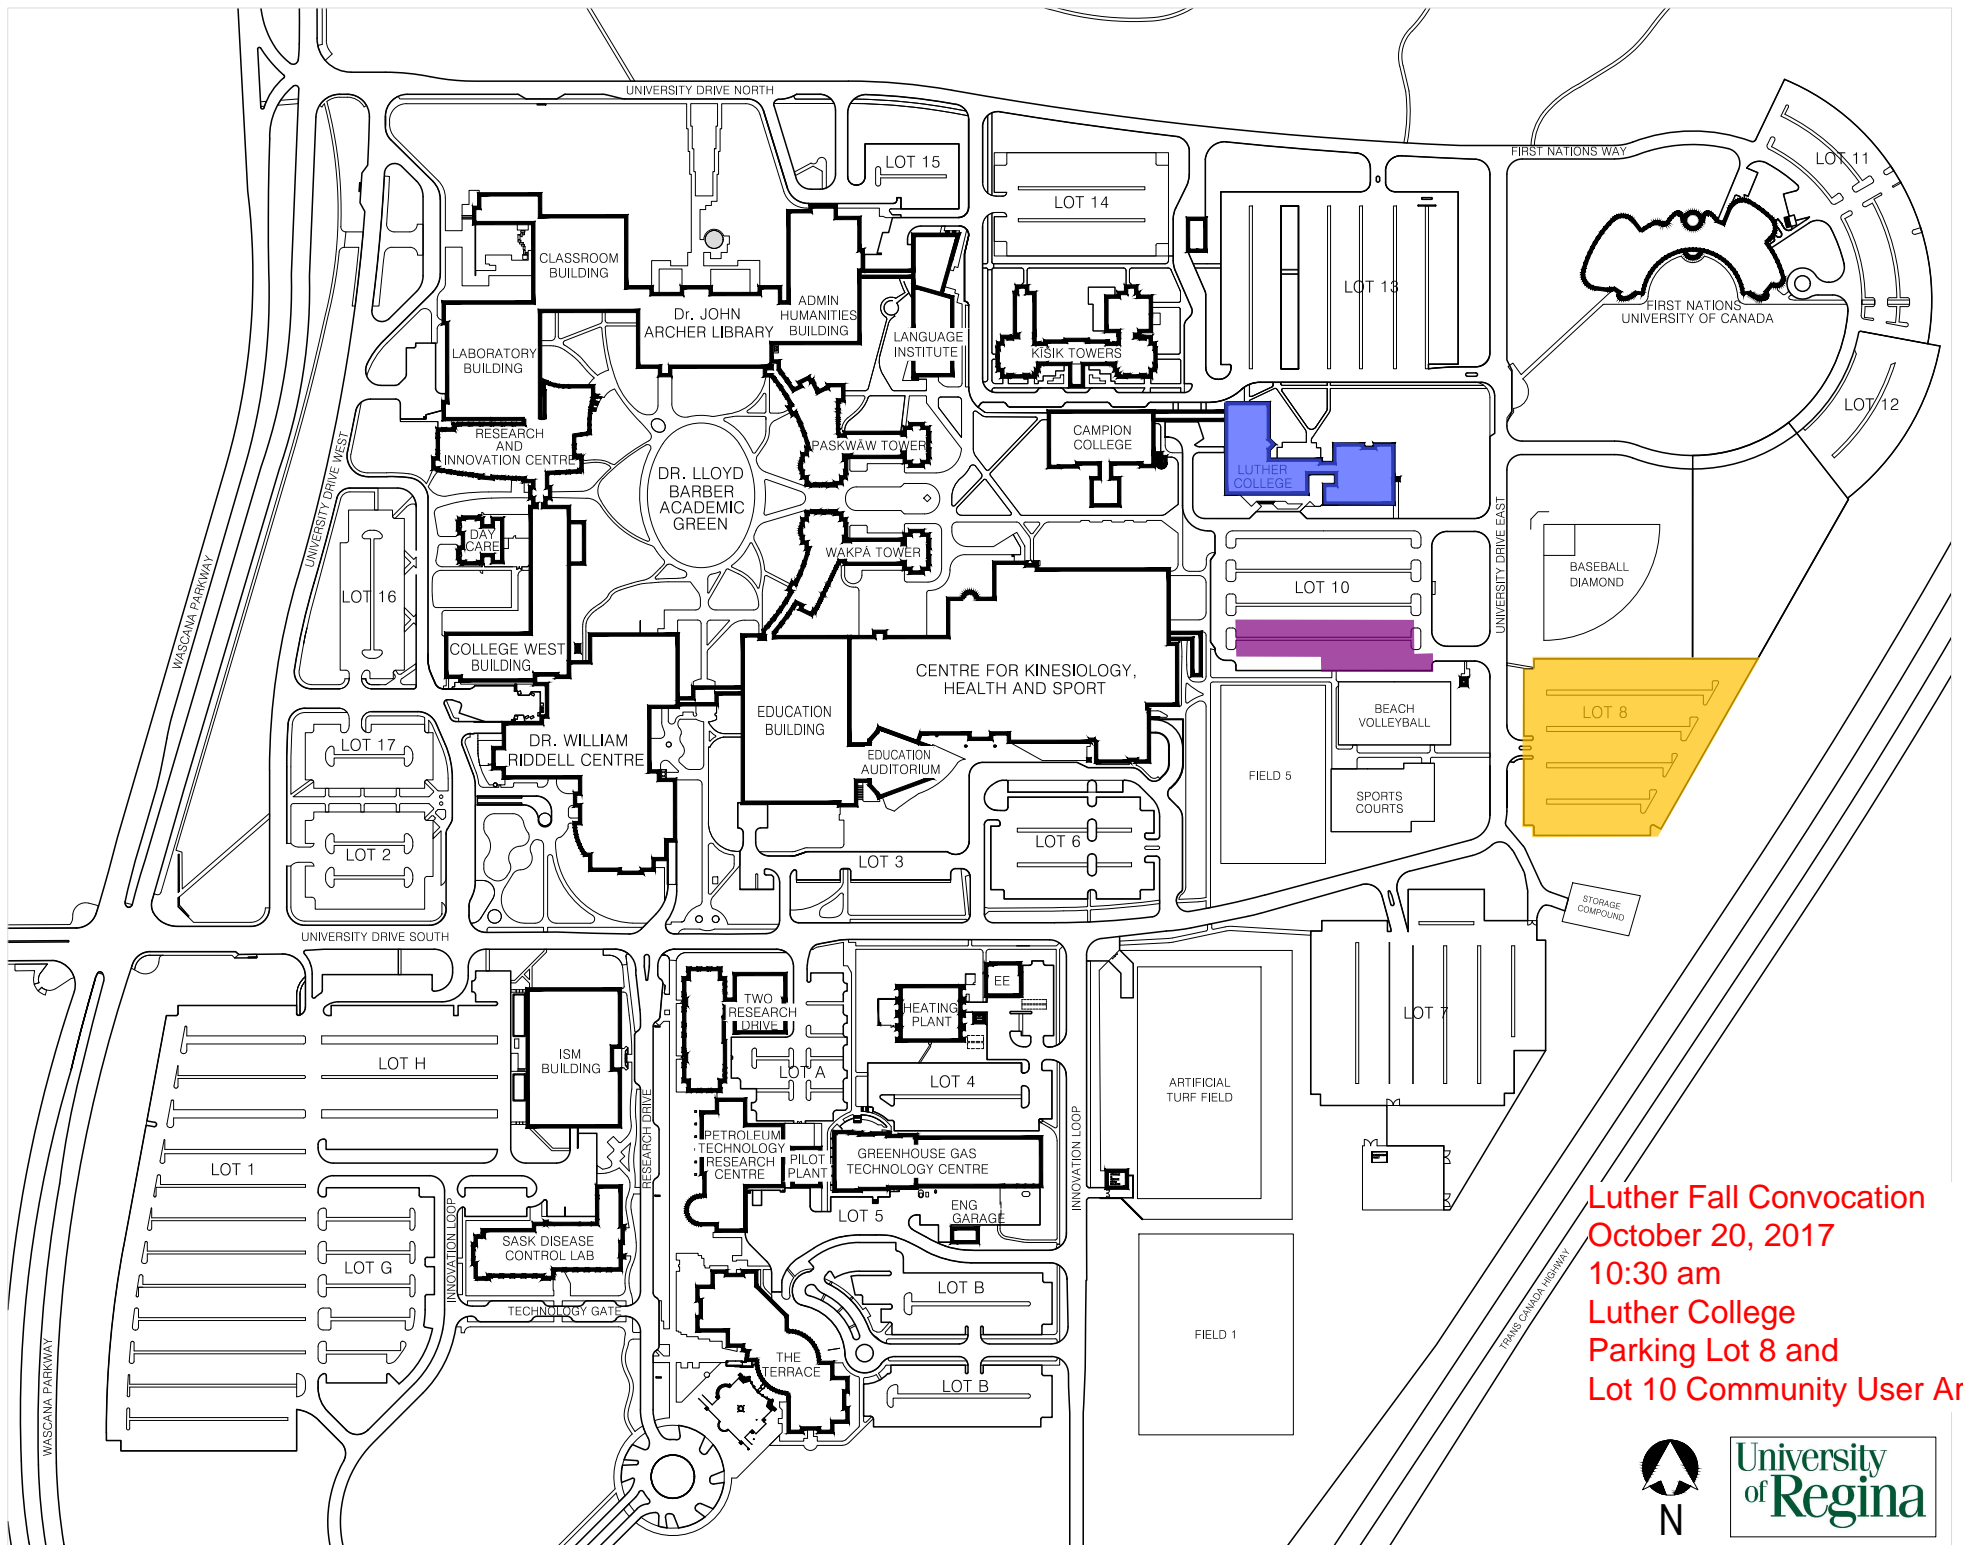 UNIVERSITY DRIVE NORTH
FIRST NATIONS WAY
LOT 15
LOT 11
LOT 14
CLASSROOM
BUILDING
LOT 13
ADMIN
HUMANITIES
BUILDING
Dr. JOHN
ARCHER LIBRARY
FIRST NATIONS
UNIVERSITY OF CANADA
LANGUAGE
INSTITUTE
KĪSIK TOWERS
LABORATORY
BUILDING
LOT 12
RESEARCH
AND
INNOVATION CENTRE
PASKWĀW TOWER
CAMPION
COLLEGE
LUTHER
COLLEGE
UNIVERSITY DRIVE WEST
DR. LLOYD
BARBER
ACADEMIC
GREEN
UNIVERSITY DRIVE EAST
DAY
CARE
WAKPĀ TOWER
BASEBALL
DIAMOND
WASCANA PARKWAY
LOT 16
LOT 10
COLLEGE WEST
BUILDING
CENTRE FOR KINESIOLOGY,
HEALTH AND SPORT
EDUCATION
BUILDING
BEACH
VOLLEYBALL
LOT 8
LOT 17
DR. WILLIAM
RIDDELL CENTRE
EDUCATION
AUDITORIUM
FIELD 5
SPORTS
COURTS
LOT 2
LOT 3
LOT 6
STORAGE
COMPOUND
UNIVERSITY DRIVE SOUTH
TWO
RESEARCH
DRIVE
EE
HEATING
PLANT
LOT 7
LOT H
ISM
BUILDING
LOT A
LOT 4
ARTIFICIAL
TURF FIELD
RESEARCH DRIVE
INNOVATION LOOP
PETROLEUM
TECHNOLOGY
RESEARCH
CENTRE
PILOT
PLANT
GREENHOUSE GAS
TECHNOLOGY CENTRE
LOT 1
LOT 5
ENG
GARAGE
INNOVATION LOOP
SASK DISEASE
CONTROL LAB
LOT G
LOT B
TECHNOLOGY GATE
FIELD 1
TRANS CANADA HIGHWAY
THE
TERRACE
LOT B
WASCANA PARKWAY
Luther Fall Convocation
October 20, 2017
10:30 am
Luther College
Parking Lot 8 and
Lot 10 Community User Ar
N
University
of Regina